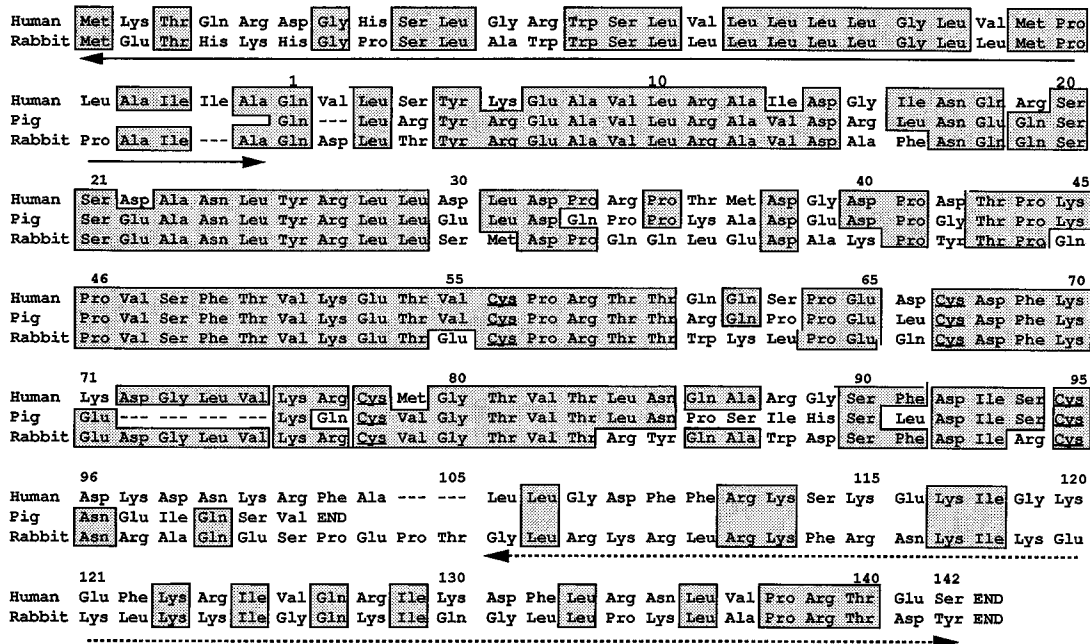 Human Met Lys Thr Gln Arg Asp Gly His Ser Leu Gly Arg Trp Ser Leu Val Leu Leu Leu Leu Gly Leu Val Met Pro
Rabbit Met Glu Thr His Lys His Gly Pro Ser Leu Ala Trp Trp Ser Leu Leu Leu Leu Leu Leu Gly Leu Leu Met Pro
1 10 20
Human Leu Ala Ile Ile Ala Gln Val Leu Ser Tyr Lys Glu Ala Val Leu Arg Ala Ile Asp Gly Ile Asn Gln Arg Ser
Pig Gln --- Leu Arg Tyr Arg Glu Ala Val Leu Arg Ala Val Asp Arg Leu Asn Glu Gln Ser
Rabbit Pro Ala Ile --- Ala Gln Asp Leu Thr Tyr Arg Glu Ala Val Leu Arg Ala Val Asp Ala Phe Asn Gln Gln Ser
21 30 40 45
Human Ser Asp Ala Asn Leu Tyr Arg Leu Leu Asp Leu Asp Pro Arg Pro Thr Met Asp Gly Asp Pro Asp Thr Pro Lys
Pig Ser Glu Ala Asn Leu Tyr Arg Leu Leu Glu Leu Asp Gln Pro Pro Lys Ala Asp Glu Asp Pro Gly Thr Pro Lys
Rabbit Ser Glu Ala Asn Leu Tyr Arg Leu Leu Ser Met Asp Pro Gln Gln Leu Glu Asp Ala Lys Pro Tyr Thr Pro Gln
46 55 65 70
Human Pro Val Ser Phe Thr Val Lys Glu Thr Val Cys Pro Arg Thr Thr Gln Gln Ser Pro Glu Asp Cys Asp Phe Lys
Pig Pro Val Ser Phe Thr Val Lys Glu Thr Val Cys Pro Arg Thr Thr Arg Gln Pro Pro Glu Leu Cys Asp Phe Lys
Rabbit Pro Val Ser Phe Thr Val Lys Glu Thr Glu Cys Pro Arg Thr Thr Trp Lys Leu Pro Glu Gln Cys Asp Phe Lys
71 80 90 95
Human Lys Asp Gly Leu Val Lys Arg Cys Met Gly Thr Val Thr Leu Asn Gln Ala Arg Gly Ser Phe Asp Ile Ser Cys
Pig Glu --- --- --- --- Lys Gln Cys Val Gly Thr Val Thr Leu Asn Pro Ser Ile His Ser Leu Asp Ile Ser Cys
Rabbit Glu Asp Gly Leu Val Lys Arg Cys Val Gly Thr Val Thr Arg Tyr Gln Ala Trp Asp Ser Phe Asp Ile Arg Cys
96 105 115 120
Human Asp Lys Asp Asn Lys Arg Phe Ala --- --- Leu Leu Gly Asp Phe Phe Arg Lys Ser Lys Glu Lys Ile Gly Lys
Pig Asn Glu Ile Gln Ser Val END
Rabbit Asn Arg Ala Gln Glu Ser Pro Glu Pro Thr Gly Leu Arg Lys Arg Leu Arg Lys Phe Arg Asn Lys Ile Lys Glu
121 130 140 142
Human Glu Phe Lys Arg Ile Val Gln Arg Ile Lys Asp Phe Leu Arg Asn Leu Val Pro Arg Thr Glu Ser END
Rabbit Lys Leu Lys Lys Ile Gly Gln Lys Ile Gln Gly Leu Leu Pro Lys Leu Ala Pro Arg Thr Asp Tyr END